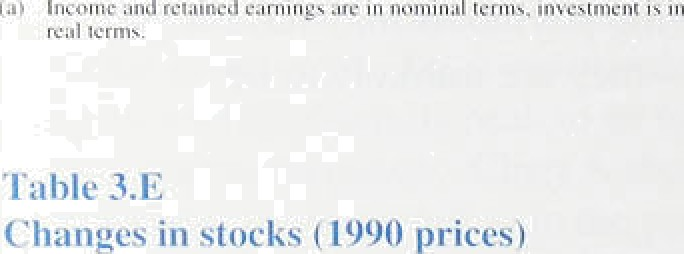 (a) Income and retained earnings are in nominal terms, investment is in
real terms.
Table 3.E
Changes in stocks (1990 prices)